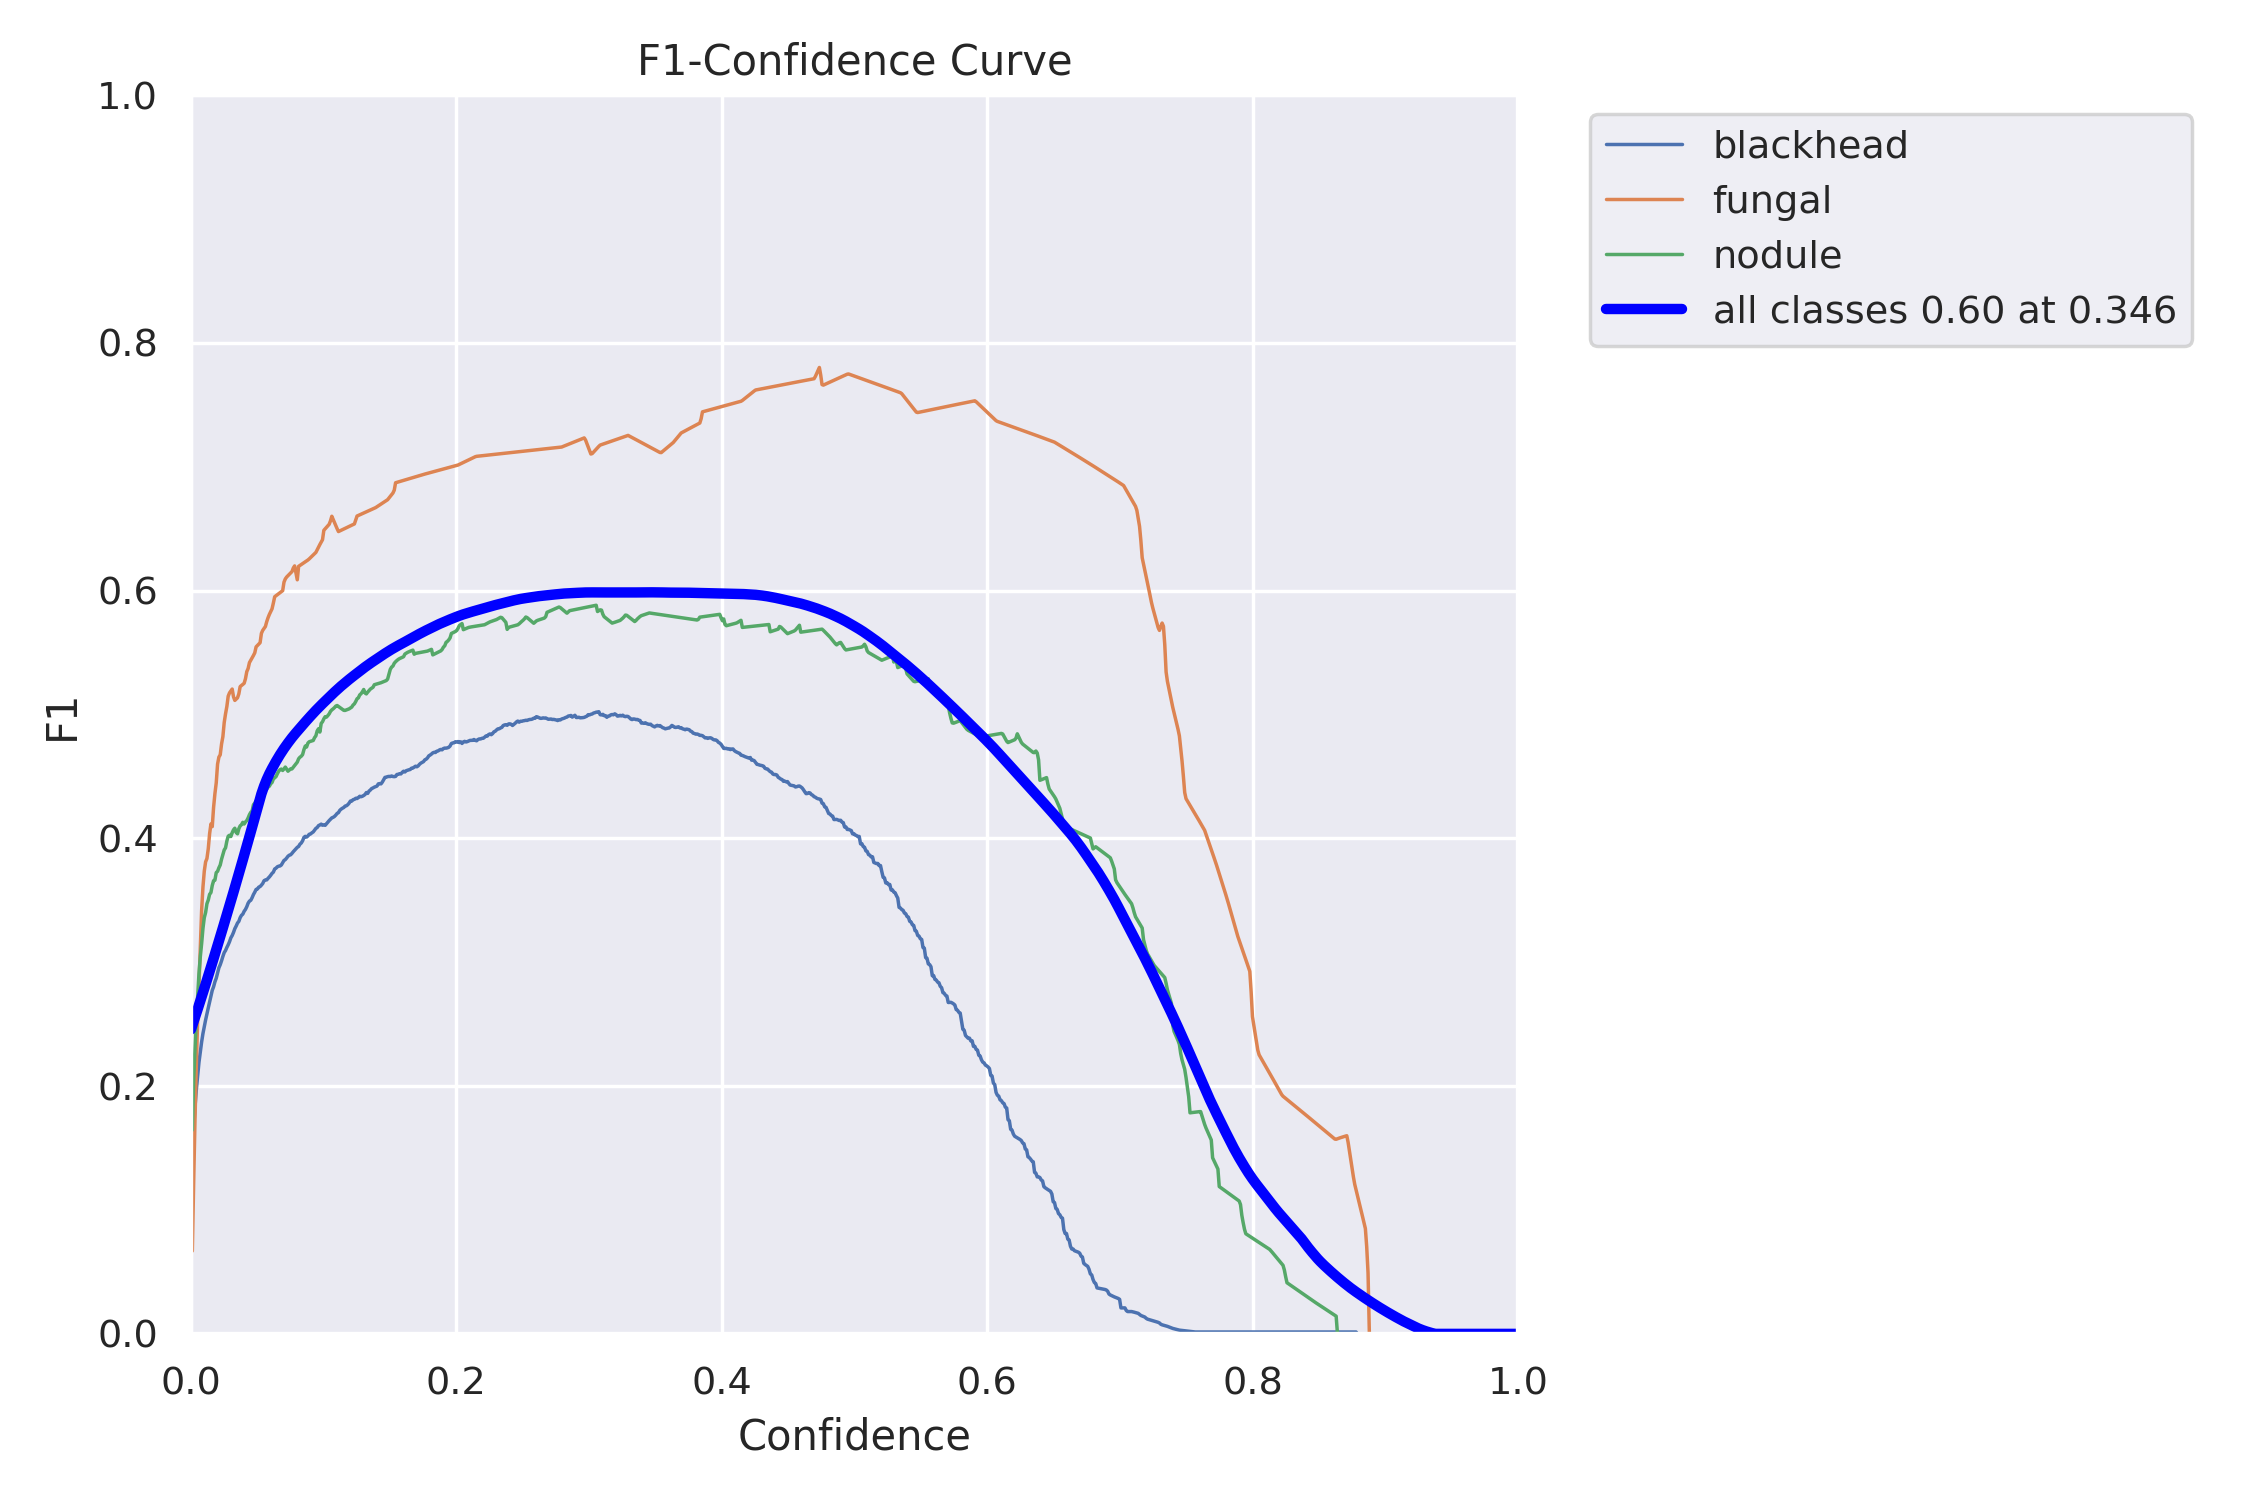 F1-Confidence Curve
1.0
0.8
0.6
0.4
0.2
0.0
F1
0.0 0.2 0.4 0.6 0.8 1.0
Confidence
blackhead
fungal
nodule
all classes 0.60 at 0.346